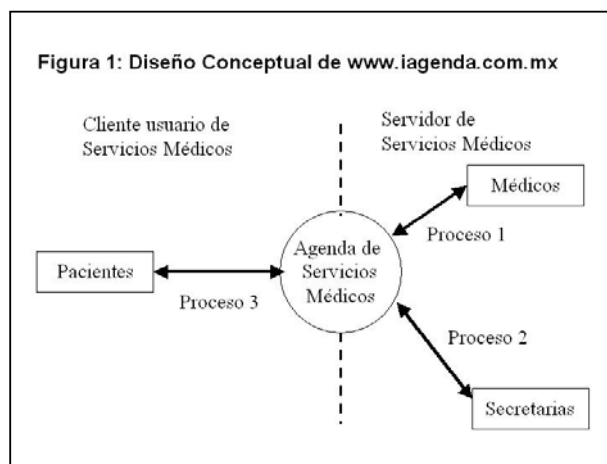 Figura 1: Diseño Conceptual de www.iagenda.com.mx
Cliente usuario de
Servicios Médicos
Servidor de
Servicios Médicos
Médicos
Proceso 1
Agenda de
Servicios
Médicos
Pacientes
Proceso 3
Proceso 2
Secretarias